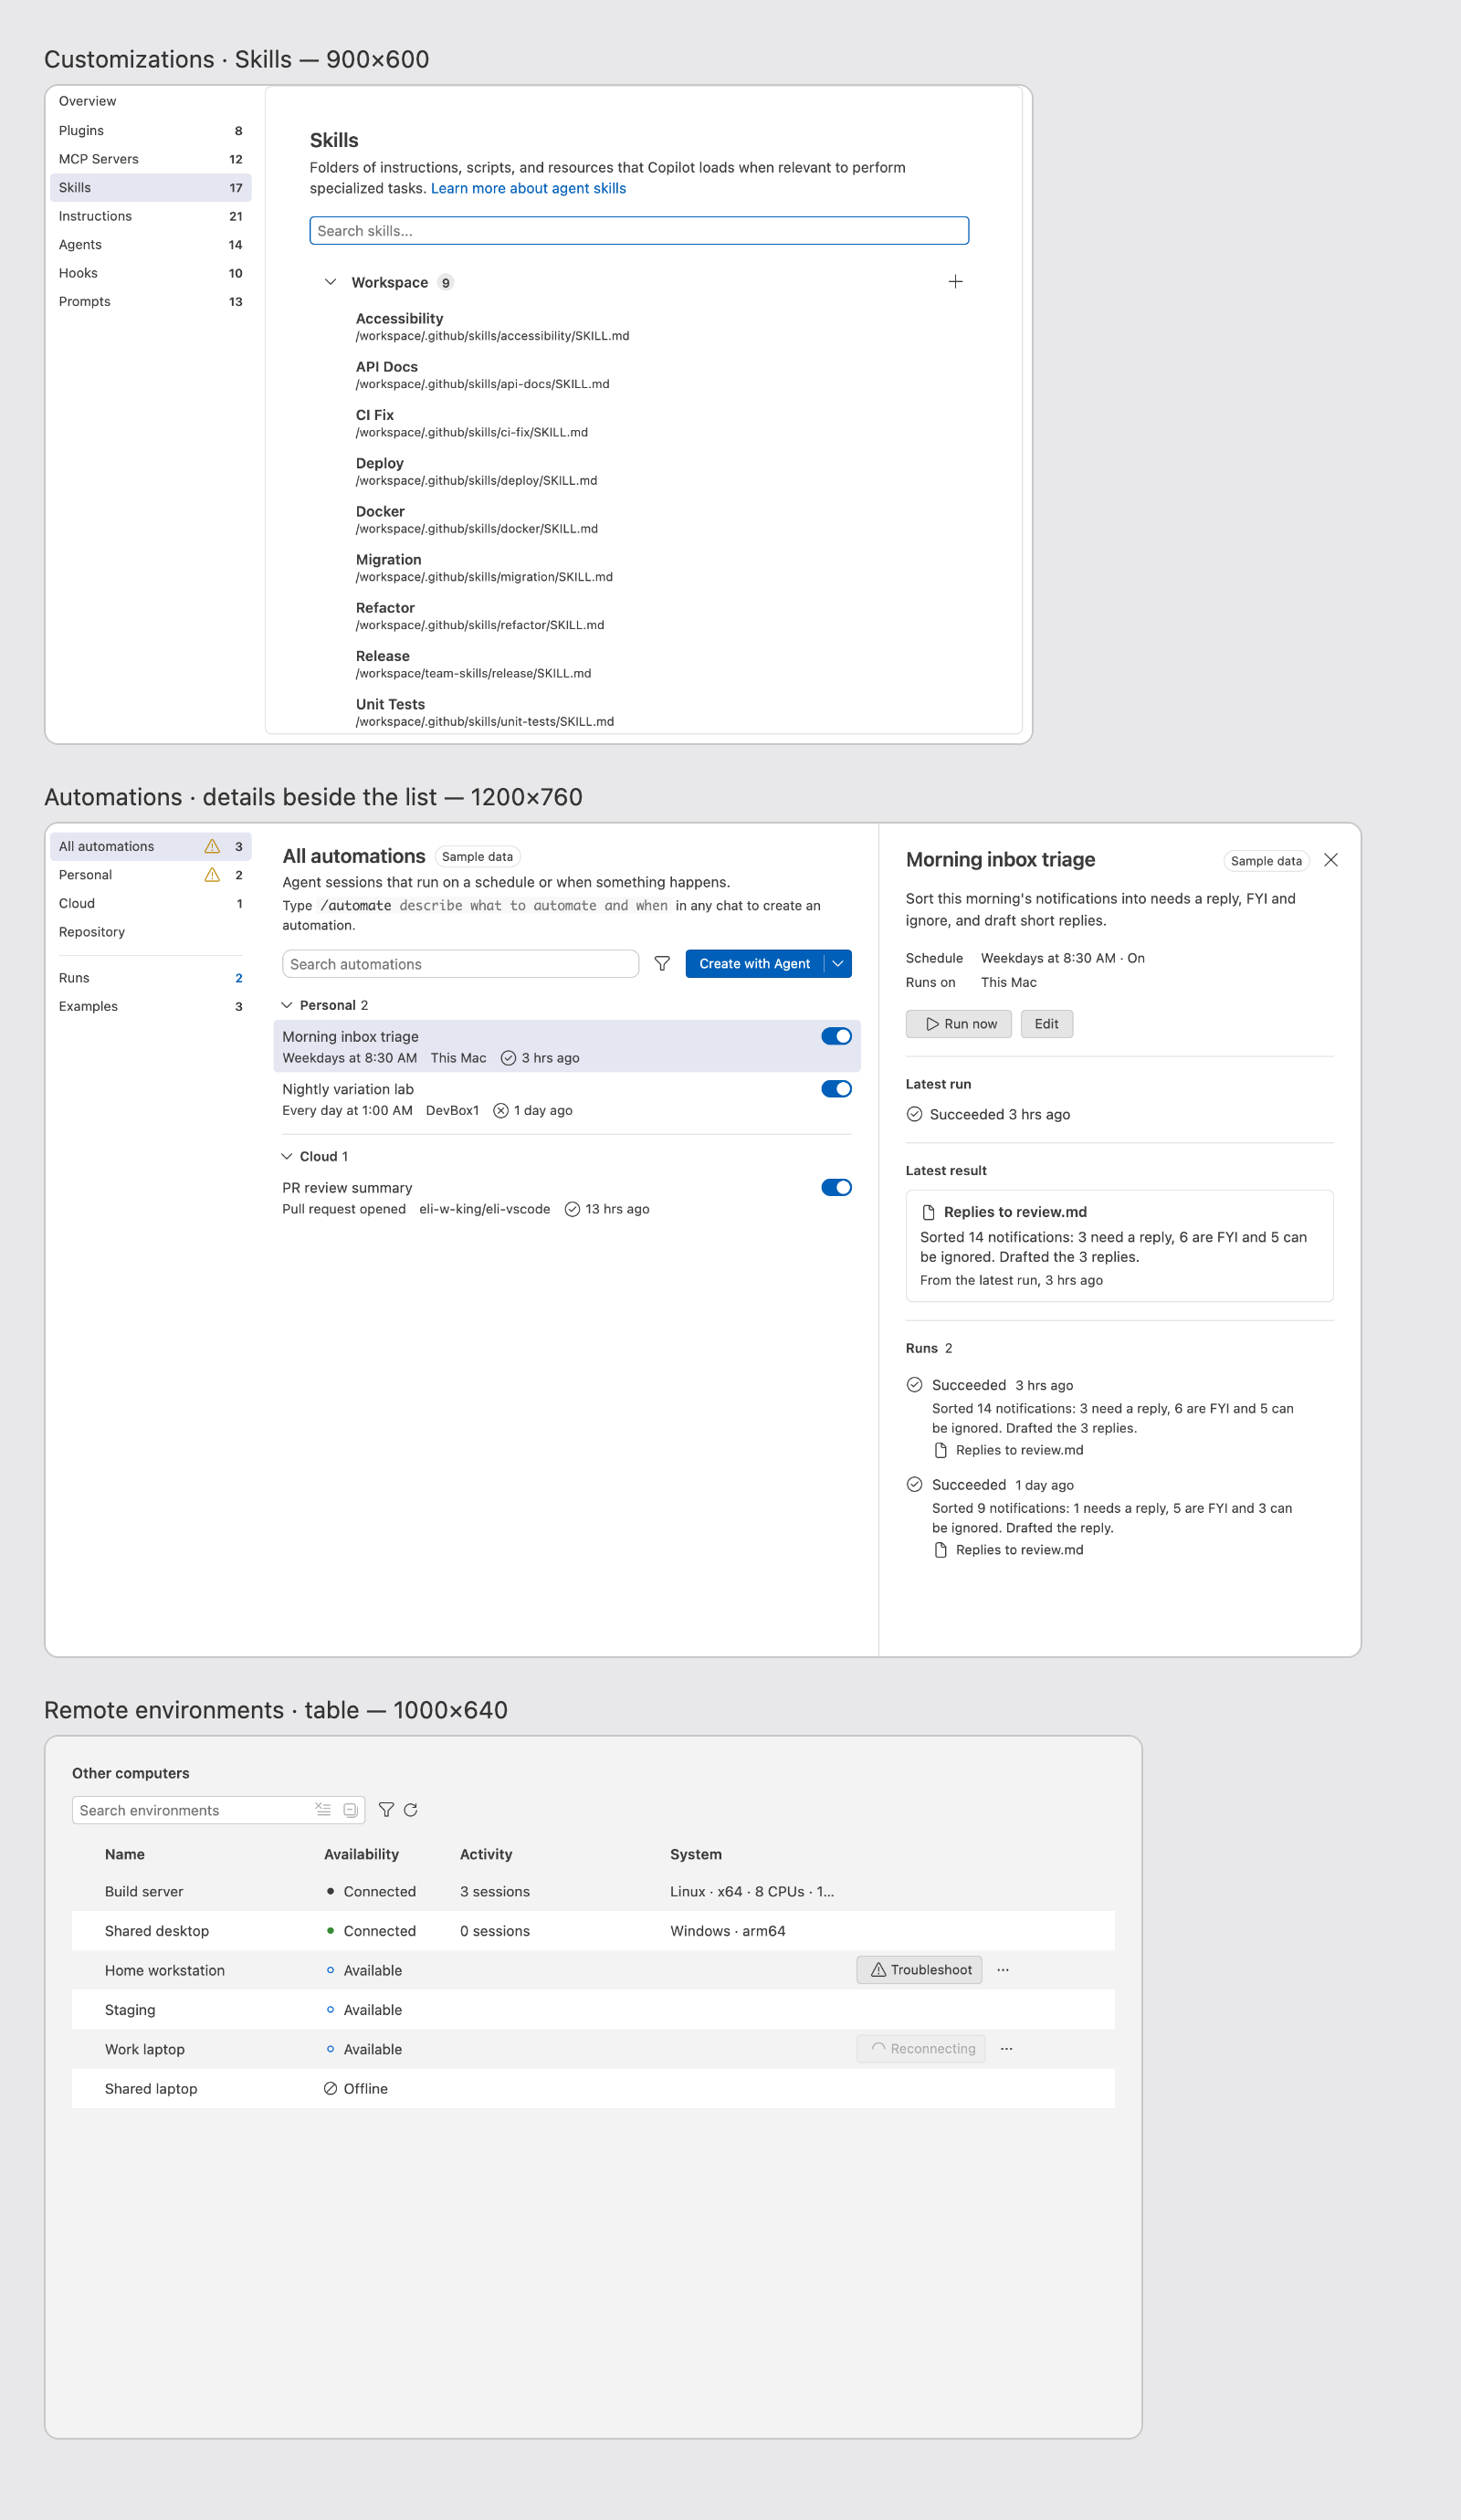 Customizations · Skills — 900×600
Overview
Plugins 8
MCP Servers 12
Skills 17
Instructions 21
Agents 14
Hooks 10
Prompts 13
Skills
Folders of instructions, scripts, and resources that Copilot loads when relevant to perform
specialized tasks. Learn more about agent skills
Search skills...
Workspace 9
Accessibility
/workspace/.github/skills/accessibility/SKILL.md
API Docs
/workspace/.github/skills/api-docs/SKILL.md
CI Fix
/workspace/.github/skills/ci-fix/SKILL.md
Deploy
/workspace/.github/skills/deploy/SKILL.md
Docker
/workspace/.github/skills/docker/SKILL.md
Migration
/workspace/.github/skills/migration/SKILL.md
Refactor
/workspace/.github/skills/refactor/SKILL.md
Release
/workspace/team-skills/release/SKILL.md
Unit Tests
/workspace/.github/skills/unit-tests/SKILL.md
Automations · details beside the list — 1200×760
All automations 3
Personal 2
Cloud 1
Repository
Runs 2
Examples 3
All automations Sample data
Agent sessions that run on a schedule or when something happens.
Type /automate describe what to automate and when in any chat to create an
automation.
Search automations
Create with Agent
Personal 2
Morning inbox triage
Weekdays at 8:30 AM This Mac 3 hrs ago
Nightly variation lab
Every day at 1:00 AM DevBox1 1 day ago
Cloud 1
PR review summary
Pull request opened eli-w-king/eli-vscode 13 hrs ago
Morning inbox triage Sample data
Sort this morning's notifications into needs a reply, FYI and
ignore, and draft short replies.
Schedule Weekdays at 8:30 AM · On
Runs on This Mac
Run now Edit
Latest run
Succeeded 3 hrs ago
Latest result
Replies to review.md
Sorted 14 notifications: 3 need a reply, 6 are FYI and 5 can
be ignored. Drafted the 3 replies.
From the latest run, 3 hrs ago
Runs 2
Succeeded 3 hrs ago
Sorted 14 notifications: 3 need a reply, 6 are FYI and 5 can
be ignored. Drafted the 3 replies.
Replies to review.md
Succeeded 1 day ago
Sorted 9 notifications: 1 needs a reply, 5 are FYI and 3 can
be ignored. Drafted the reply.
Replies to review.md
Remote environments · table — 1000×640
Other computers
Search environments
Name Availability Activity System
Build server Connected 3 sessions Linux · x64 · 8 CPUs · 1...
Shared desktop Connected 0 sessions Windows · arm64
Home workstation Available Troubleshoot
Staging Available
Work laptop Available Reconnecting
Shared laptop Offline